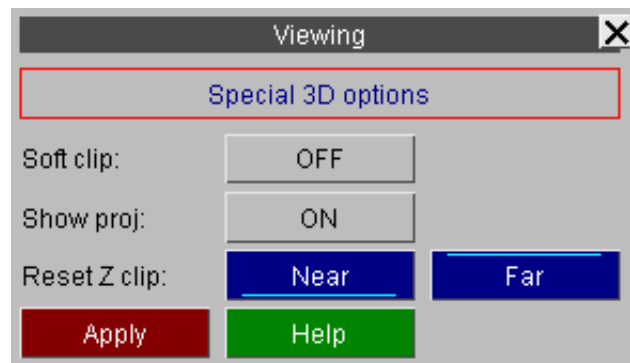 Viewing
Special 3D options
Soft clip: OFF
Show proj: ON
Reset Z clip: Near Far
Apply Help